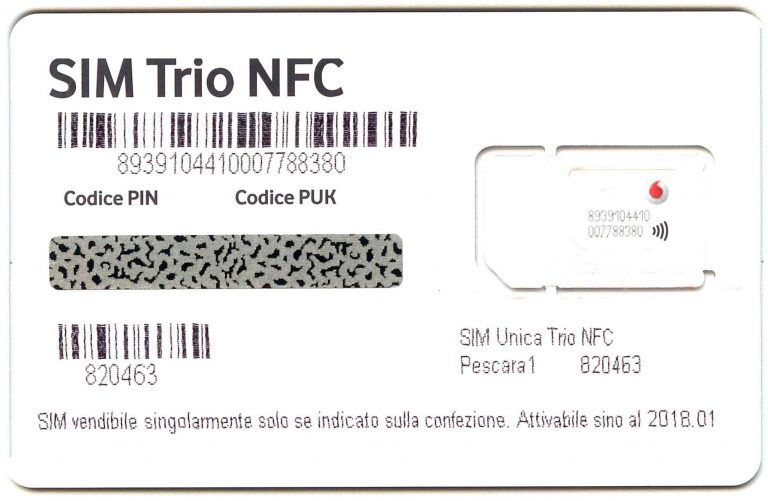 SIM Trio NFC
8939104410007788380
Codice PIN Codice PUK
8939104410
007788380
820463
SIM Unica Trio NFC
Pescara1 820463
SIM vendibile singolarmente solo se indicato sulla confezione. Attivabile sino al 2018.01